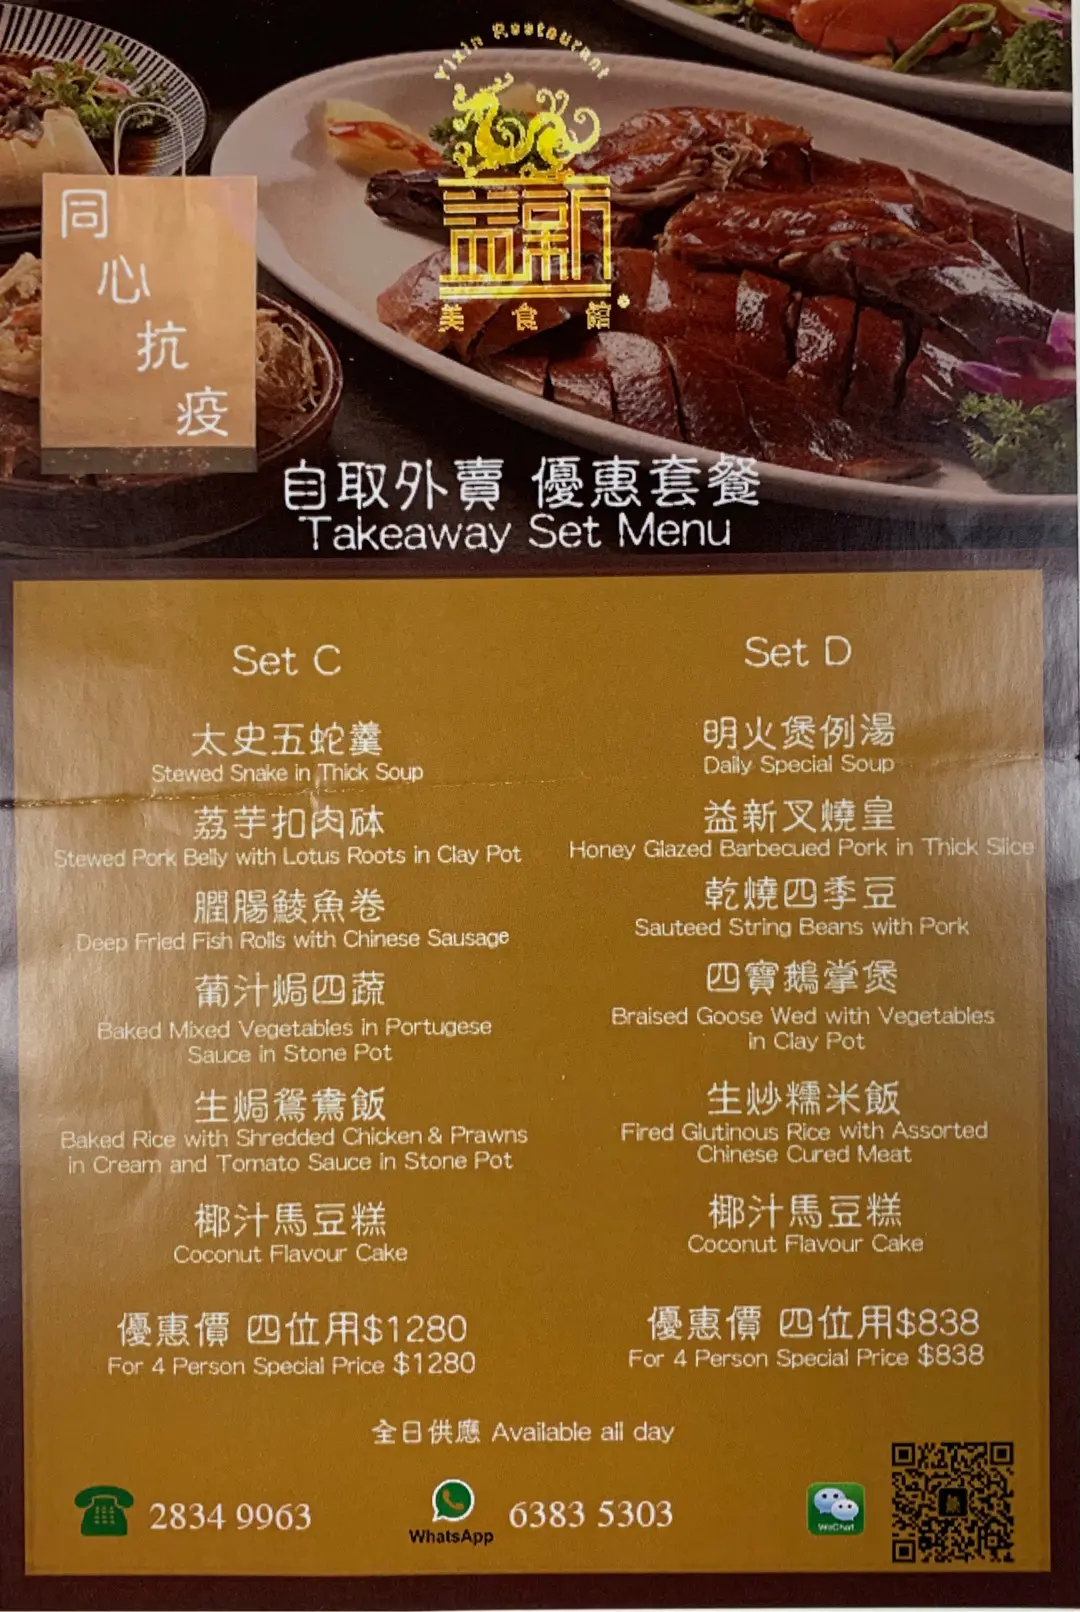 Yixin Restaurant
益新
美食館
同心抗疫
自取外賣 優惠套餐
Takeaway Set Menu
Set C
太史五蛇羹
Stewed Snake in Thick Soup
荔芋扣肉砵
Stewed Pork Belly with Lotus Roots in Clay Pot
膶腸鯪魚卷
Deep Fried Fish Rolls with Chinese Sausage
葡汁焗四蔬
Baked Mixed Vegetables in Portugese
Sauce in Stone Pot
生焗鴛鴦飯
Baked Rice with Shredded Chicken & Prawns
in Cream and Tomato Sauce in Stone Pot
椰汁馬豆糕
Coconut Flavour Cake
優惠價 四位用$1280
For 4 Person Special Price $1280
Set D
明火煲例湯
Daily Special Soup
益新叉燒皇
Honey Glazed Barbecued Pork in Thick Slice
乾燒四季豆
Sauteed String Beans with Pork
四寶鵝掌煲
Braised Goose Wed with Vegetables
in Clay Pot
生炒糯米飯
Fired Glutinous Rice with Assorted
Chinese Cured Meat
椰汁馬豆糕
Coconut Flavour Cake
優惠價 四位用$838
For 4 Person Special Price $838
全日供應 Available all day
2834 9963
WhatsApp
6383 5303
WeChat